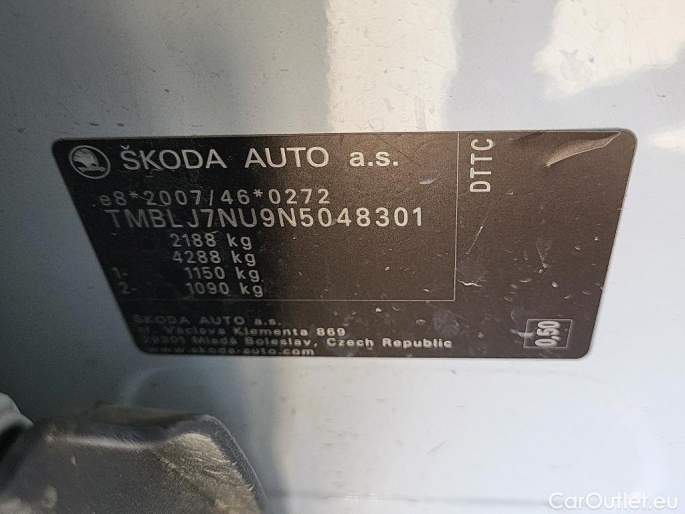 ŠKODA AUTO a.s.
e8*2007/46*0272
TMBLJ7NU9N5048301
2188 kg
4288 kg
1- 1150 kg
2- 1090 kg
DTTC
ŠKODA AUTO a.s.
tř. Václava Klementa 869
29301 Mladá Boleslav, Czech Republic
www.skoda-auto.com
0,50
CarOutlet.eu